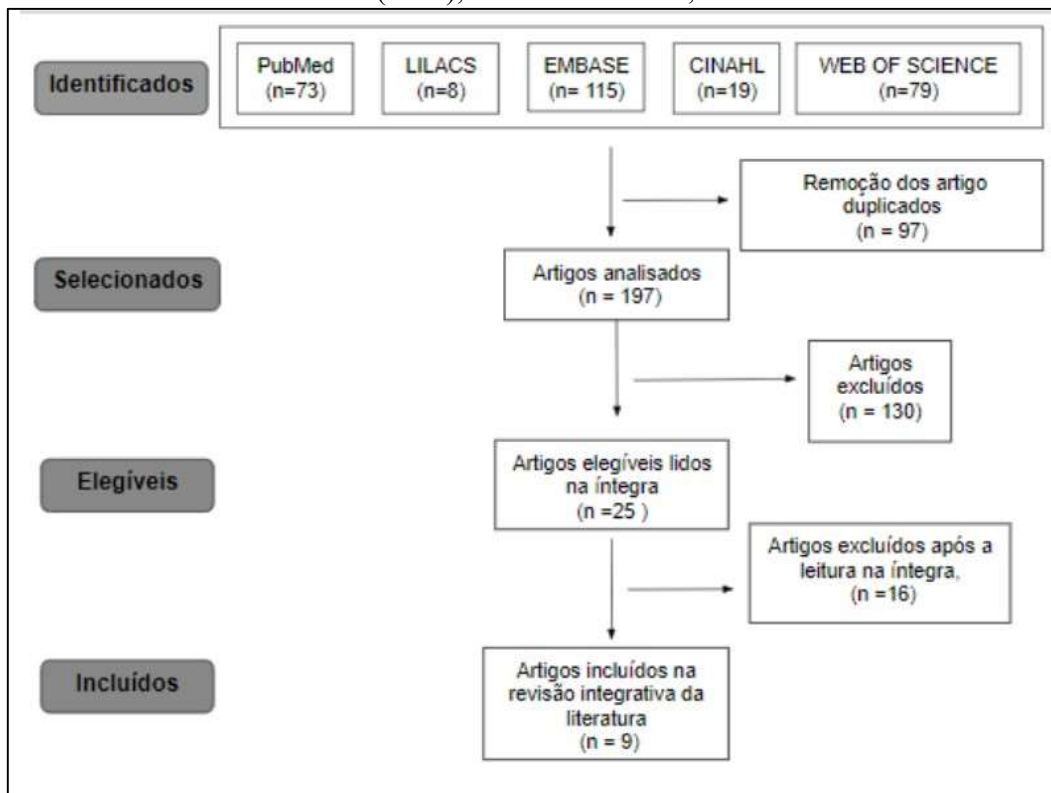 Identificados
PubMed
(n=73)
LILACS
(n=8)
EMBASE
(n= 115)
CINAHL
(n=19)
WEB OF SCIENCE
(n=79)
Remoção dos artigo
duplicados
(n = 97)
Selecionados
Artigos analisados
(n = 197)
Artigos
excluídos
(n = 130)
Elegíveis
Artigos elegíveis lidos
na íntegra
(n =25 )
Artigos excluídos após a
leitura na íntegra,
(n =16)
Incluídos
Artigos incluídos na
revisão integrativa da
literatura
(n = 9)